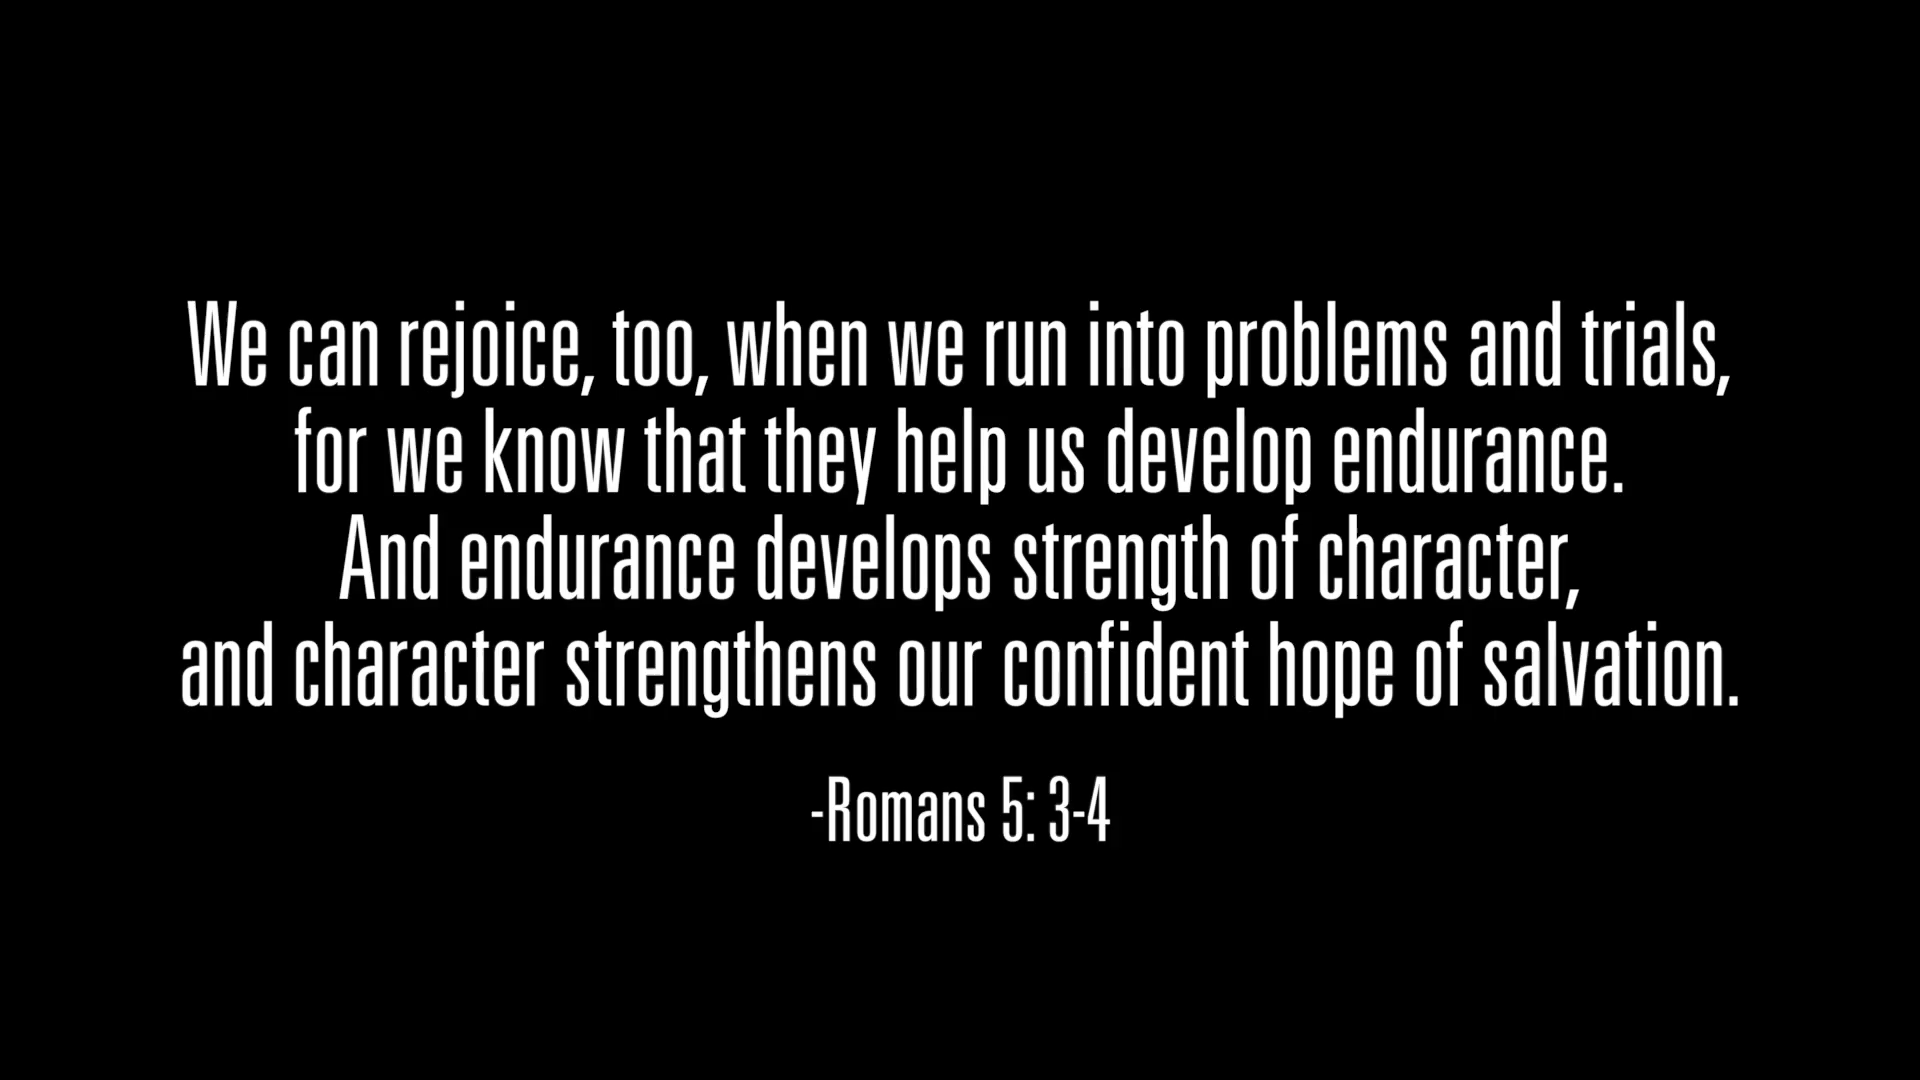 We can rejoice, too, when we run into problems and trials,
for we know that they help us develop endurance.
And endurance develops strength of character,
and character strengthens our confident hope of salvation.
-Romans 5: 3-4